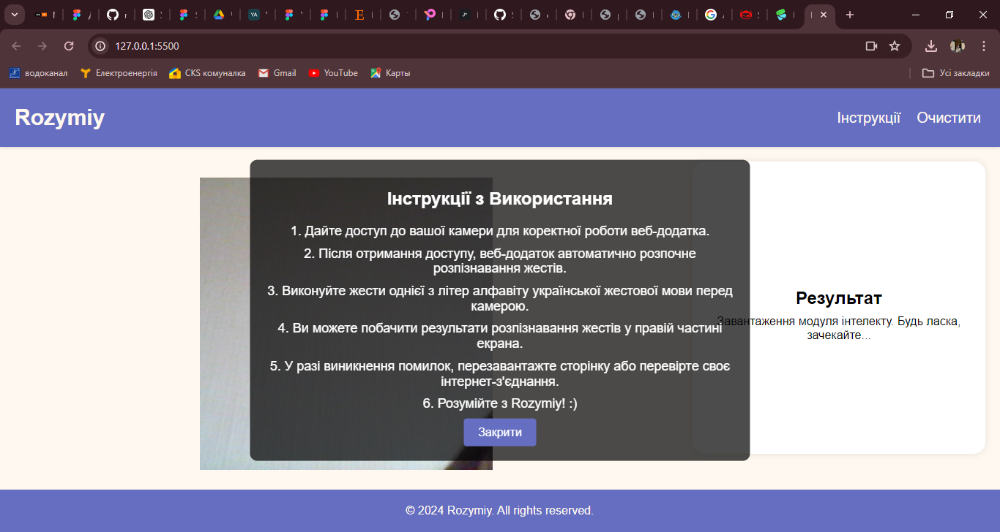 127.0.0.1:5500
водоканал
Електроенергія
CKS комуналка
Gmail
YouTube
Карты
Усі закладки
Rozymiy
Інструкції
Очистити
Інструкції з Використання
1. Дайте доступ до вашої камери для коректної роботи веб-додатка.
2. Після отримання доступу, веб-додаток автоматично розпочне
розпізнавання жестів.
3. Виконуйте жести однієї з літер алфавіту української жестової мови перед
камерою.
4. Ви можете побачити результати розпізнавання жестів у правій частині
екрана.
5. У разі виникнення помилок, перезавантажте сторінку або перевірте своє
інтернет-з'єднання.
6. Розумійте з Rozymiy! :)
Закрити
Результат
Завантаження модуля інтелекту. Будь ласка,
зачекайте...
© 2024 Rozymiy. All rights reserved.